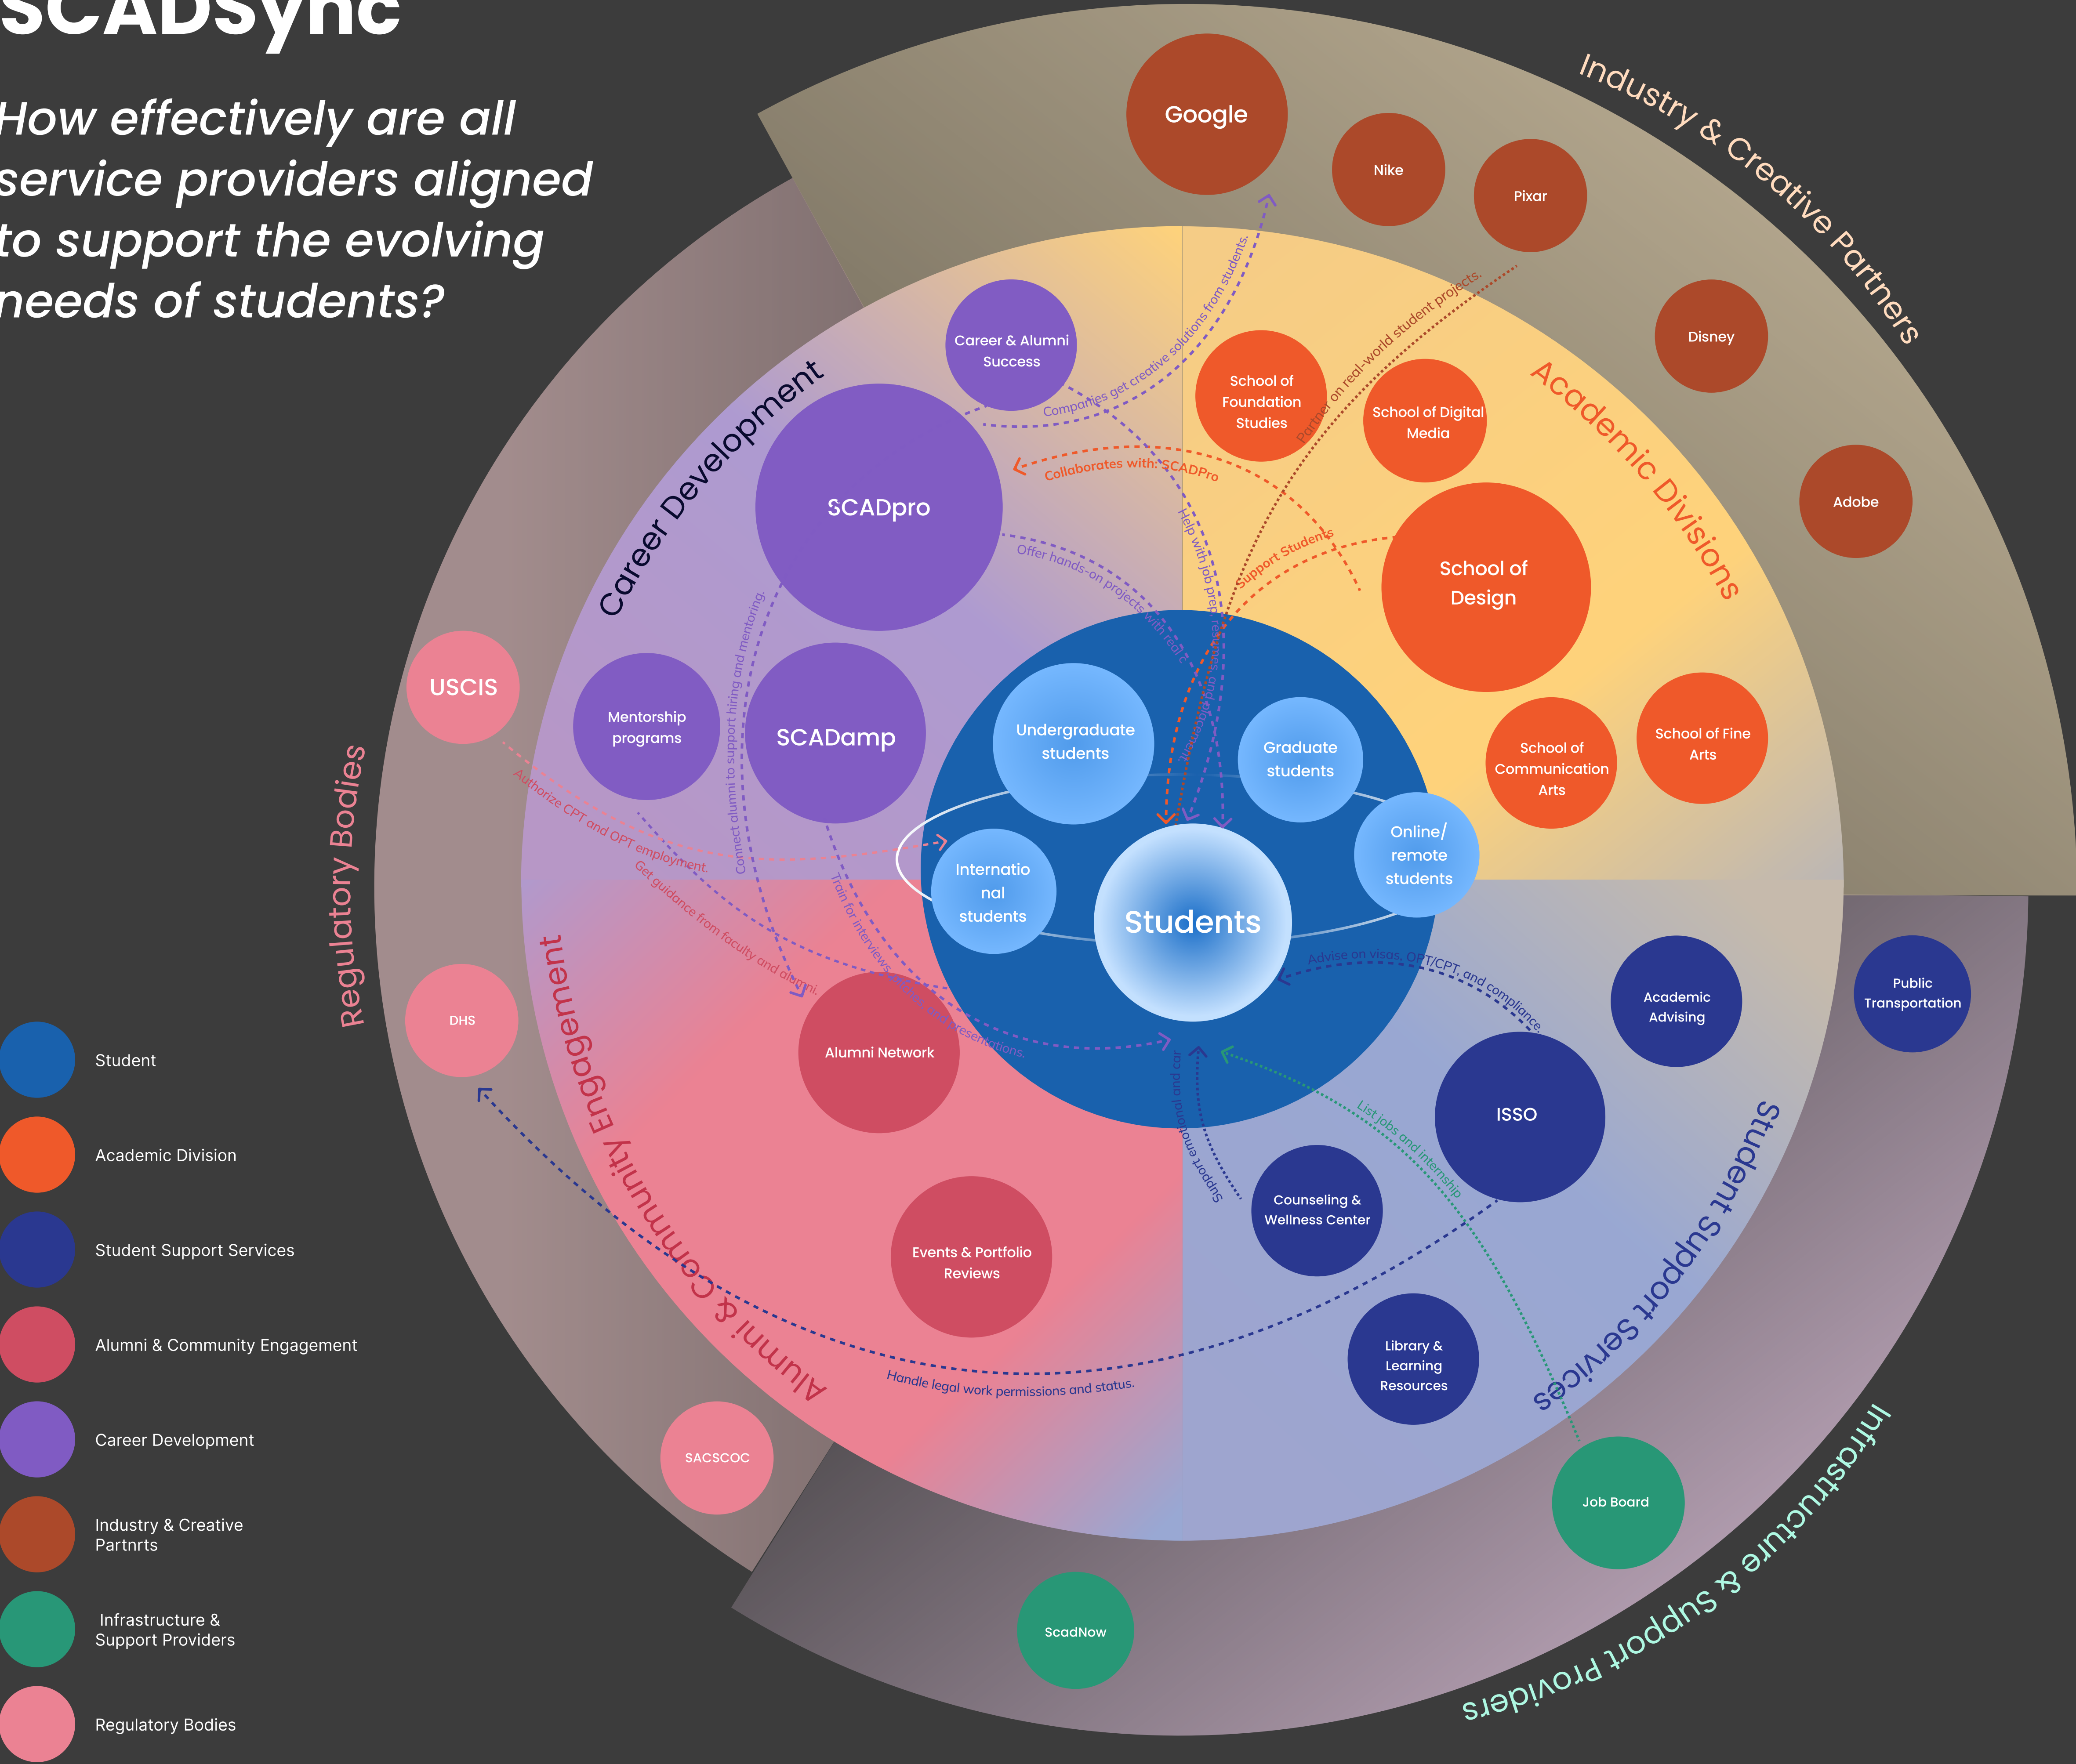 SCADSync
How effectively are all
service providers aligned
to support the evolving
needs of students?
Industry & Creative Partners
Google
Nike
Pixar
Disney
Adobe
Academic Divisions
School of
Foundation
Studies
School of Digital
Media
School of
Design
School of
Communication
Arts
School of Fine
Arts
Career Development
Career & Alumni
Success
SCADpro
SCADamp
Mentorship
programs
Companies get creative solutions from students.
Partner on real-world student projects.
Collaborates with: SCADPro
Support Students
Help with job prep, resumes, and placement.
Offer hands-on projects with real c
Connect alumni to support hiring and mentoring.
Regulatory Bodies
USCIS
DHS
SACSCOC
Authorize CPT and OPT employment.
Get guidance from faculty and alumni.
Train for interviews, and presentations.
Undergraduate
students
Graduate
students
Online/
remote
students
Internatio
nal
students
Students
Alumni & Community Engagement
Alumni Network
Events & Portfolio
Reviews
Student Support Services
Academic
Advising
ISSO
Counseling &
Wellness Center
Library &
Learning
Resources
Public
Transportation
Advise on visas, OPT/CPT, and compliance.
Support emotional and car
List jobs and internship
Handle legal work permissions and status.
Infrastructure & Support Providers
Job Board
ScadNow
Student
Academic Division
Student Support Services
Alumni & Community Engagement
Career Development
Industry & Creative
Partnrts
Infrastructure &
Support Providers
Regulatory Bodies